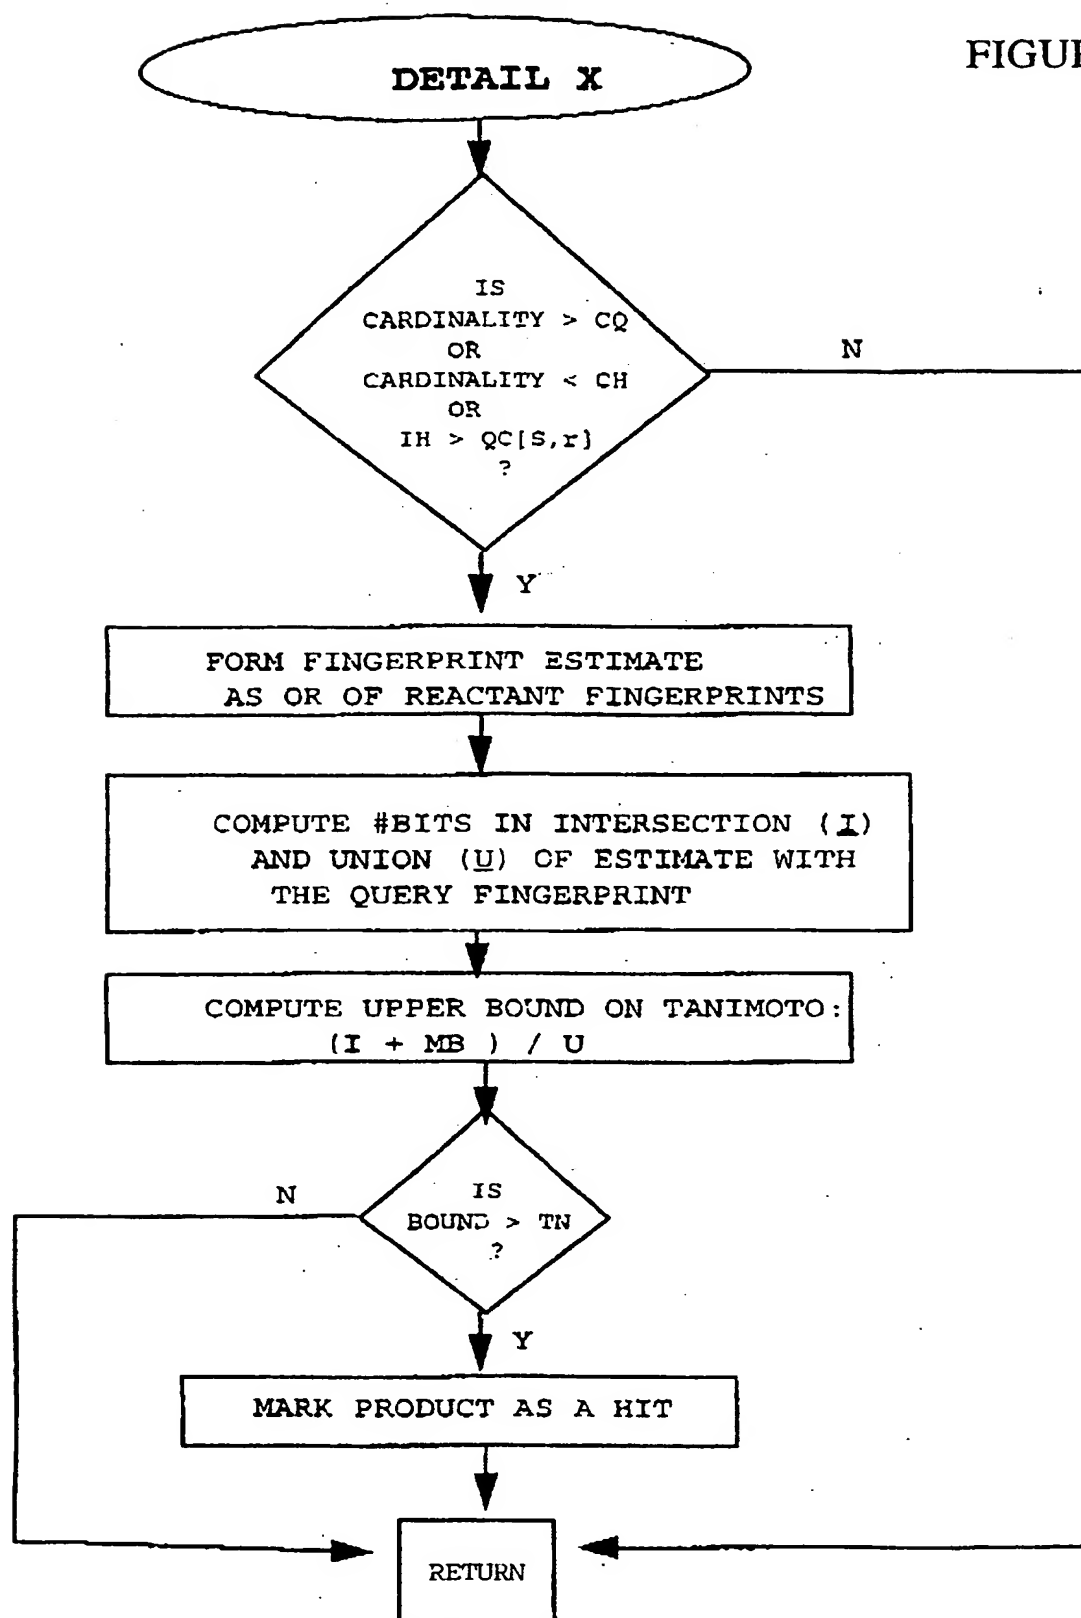 FIGUR
DETAIL X
IS
CARDINALITY > CQ
OR
CARDINALITY < CH
OR
IH > QC[S,r]
?
N
Y
FORM FINGERPRINT ESTIMATE
AS OR OF REACTANT FINGERPRINTS
COMPUTE #BITS IN INTERSECTION (I)
AND UNION (U) OF ESTIMATE WITH
THE QUERY FINGERPRINT
COMPUTE UPPER BOUND ON TANIMOTO:
(I + MB ) / U
N
IS
BOUND > TN
?
Y
MARK PRODUCT AS A HIT
RETURN